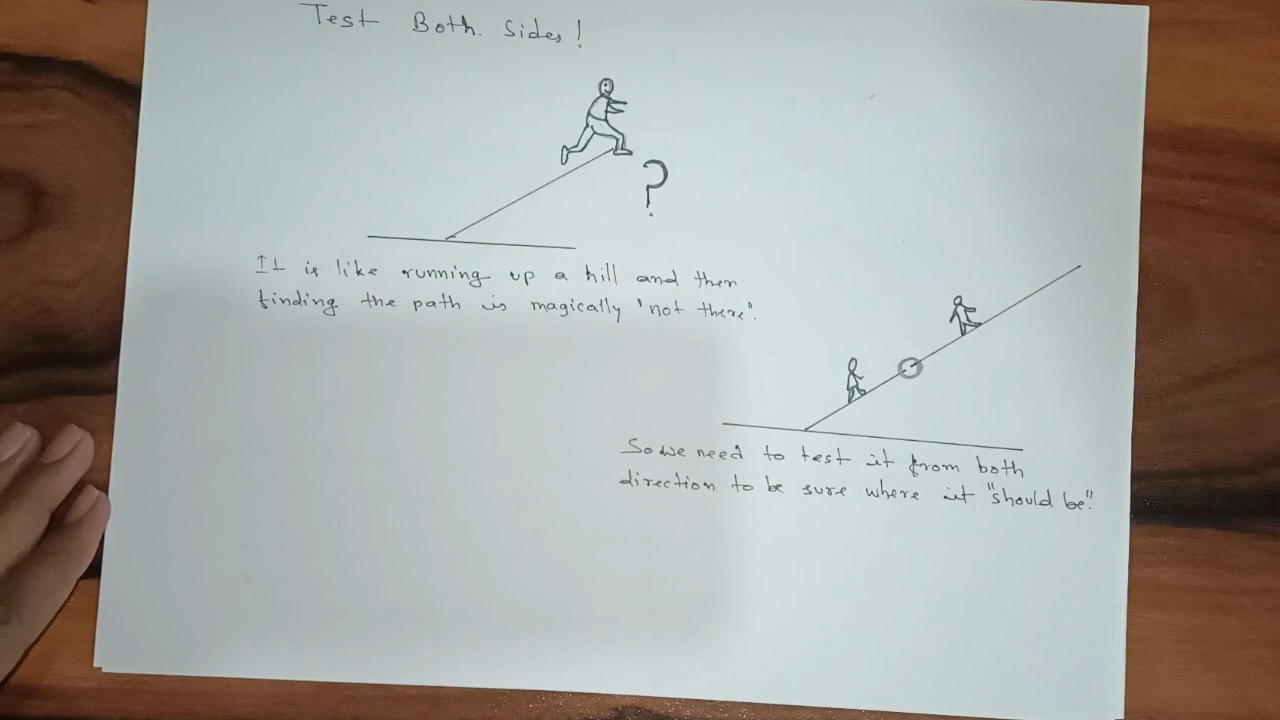 Test Both. Sides!
?
It is like running up a hill and then
finding the path is magically 'not there".
So we need to test it from both
direction to be sure where it "should be".